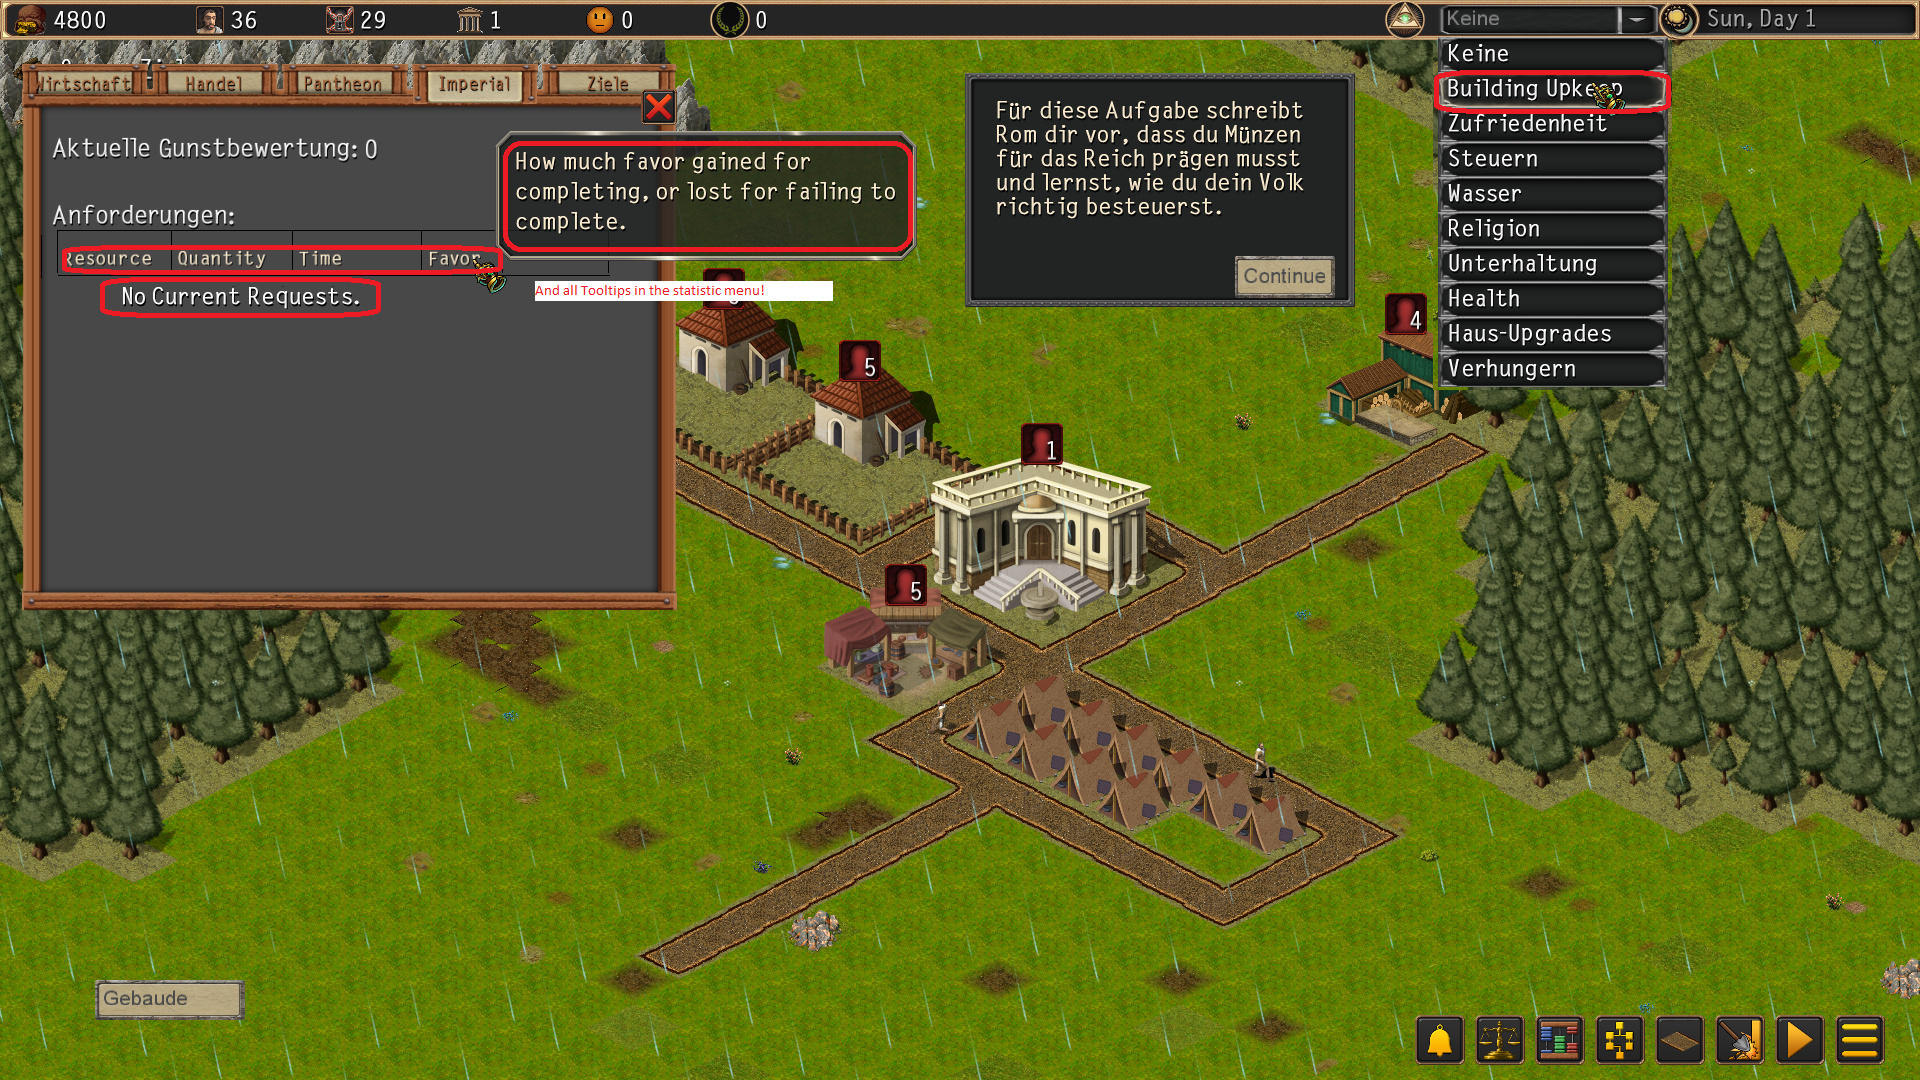 4800
36
29
1
0
0
Keine
Sun, Day 1
Wirtschaft
Handel
Pantheon
Imperial
Ziele
Aktuelle Gunstbewertung: 0
Anforderungen:
Resource Quantity Time Favor
No Current Requests.
How much favor gained for
completing, or lost for failing to
complete.
And all Tooltips in the statistic menu!
Für diese Aufgabe schreibt
Rom dir vor, dass du Münzen
für das Reich prägen musst
und lernst, wie du dein Volk
richtig besteuerst.
Continue
Keine
Building Upkeep
Zufriedenheit
Steuern
Wasser
Religion
Unterhaltung
Health
Haus-Upgrades
Verhungern
4
5
1
5
Gebaude